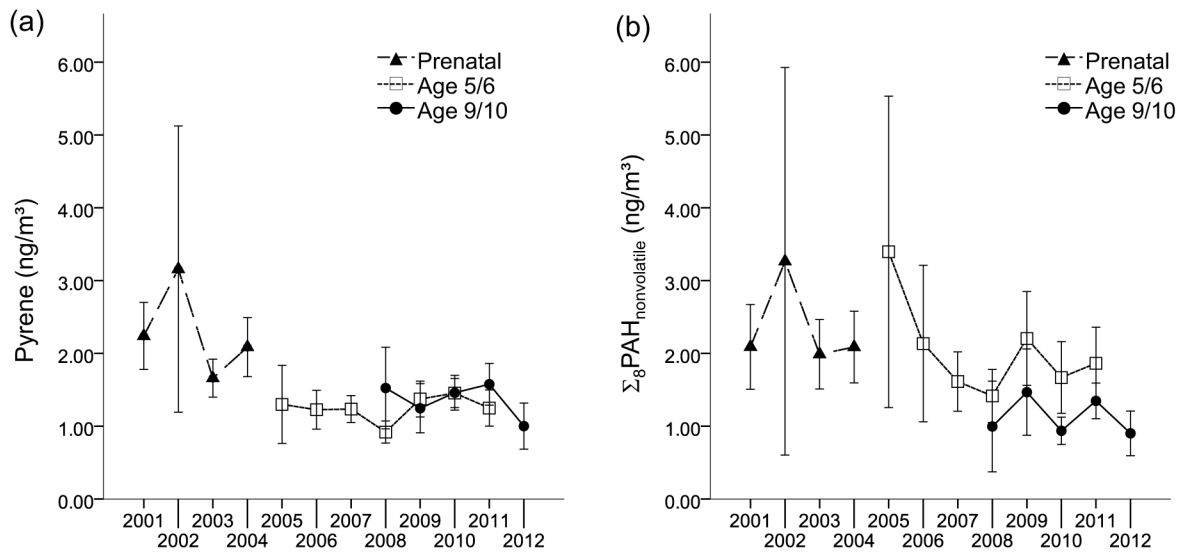 (a)
Pyrene (ng/m³)
6.00
5.00
4.00
3.00
2.00
1.00
0.00
Prenatal
Age 5/6
Age 9/10
2001 2003 2005 2007 2009 2011
2002 2004 2006 2008 2010 2012
(b)
Σ₈PAHnonvolatile (ng/m³)
6.00
5.00
4.00
3.00
2.00
1.00
0.00
Prenatal
Age 5/6
Age 9/10
2001 2003 2005 2007 2009 2011
2002 2004 2006 2008 2010 2012